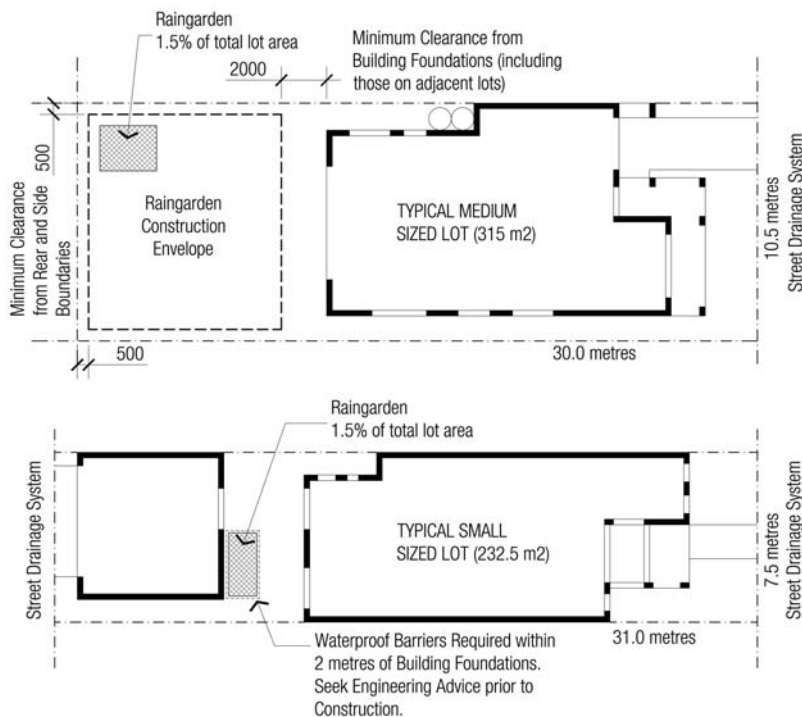 Raingarden
1.5% of total lot area
2000
Minimum Clearance from
Building Foundations (including
those on adjacent lots)
500
Minimum Clearance
from Rear and Side
Boundaries
Raingarden
Construction
Envelope
TYPICAL MEDIUM
SIZED LOT (315 m2)
10.5 metres
Street Drainage System
500
30.0 metres
Raingarden
1.5% of total lot area
Street Drainage System
TYPICAL SMALL
SIZED LOT (232.5 m2)
7.5 metres
Street Drainage System
31.0 metres
Waterproof Barriers Required within
2 metres of Building Foundations.
Seek Engineering Advice prior to
Construction.